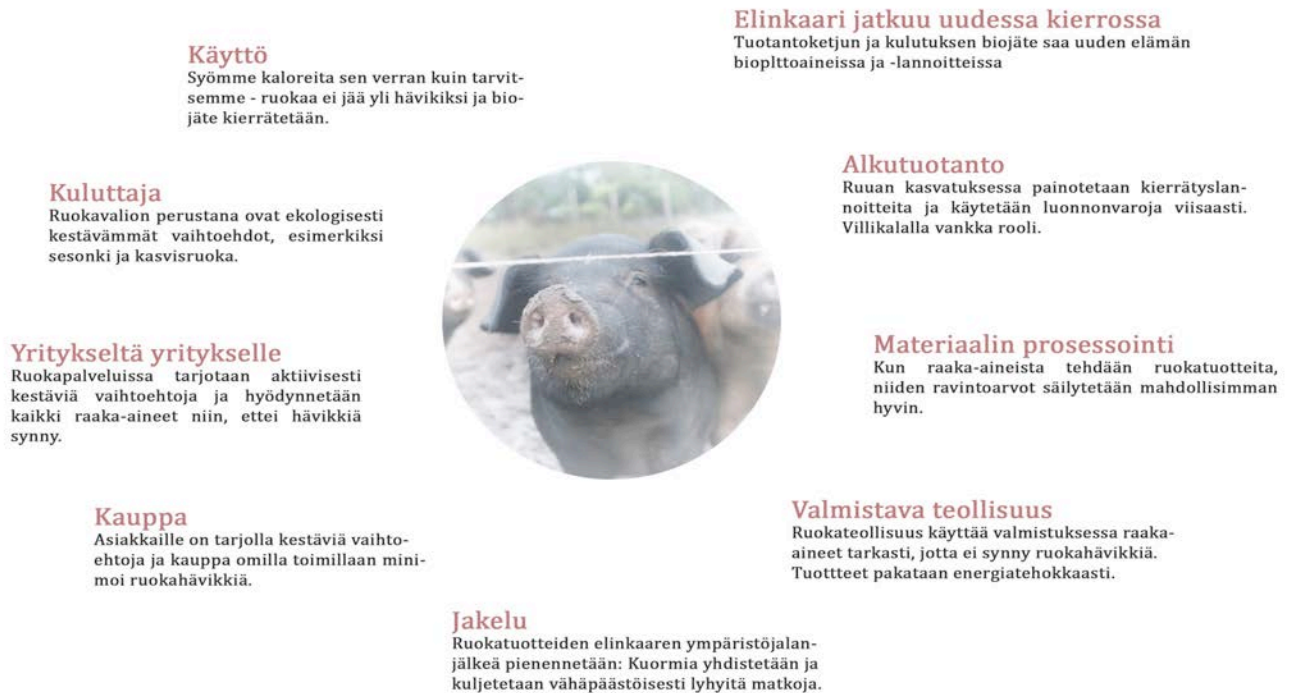 Elinkaari jatkuu uudessa kierrossa
Tuotantoketjun ja kulutuksen biojäte saa uuden elämän
bioplttoaineissa ja -lannoitteissa
Alkutuotanto
Ruuan kasvatuksessa painotetaan kierrätyslan-
noitteita ja käytetään luonnonvaroja viisaasti.
Villikalalla vankka rooli.
Materiaalin prosessointi
Kun raaka-aineista tehdään ruokatuotteita,
niiden ravintoarvot säilytetään mahdollisimman
hyvin.
Valmistava teollisuus
Ruokateollisuus käyttää valmistuksessa raaka-
aineet tarkasti, jotta ei synny ruokahävikkiä.
Tuottteet pakataan energiatehokkaasti.
Jakelu
Ruokatuotteiden elinkaaren ympäristöjalan-
jälkeä pienennetään: Kuormia yhdistetään ja
kuljetetaan vähäpäästöisesti lyhyitä matkoja.
Kauppa
Asiakkaille on tarjolla kestäviä vaihto-
ehtoja ja kauppa omilla toimillaan mini-
moi ruokahävikkiä.
Yritykseltä yritykselle
Ruokapalveluissa tarjotaan aktiivisesti
kestäviä vaihtoehtoja ja hyödynnetään
kaikki raaka-aineet niin, ettei hävikkiä
synny.
Kuluttaja
Ruokavalion perustana ovat ekologisesti
kestävämmät vaihtoehdot, esimerkiksi
sesonki ja kasvisruoka.
Käyttö
Syömme kaloreita sen verran kuin tarvit-
semme - ruokaa ei jää yli hävikiksi ja bio-
jäte kierrätetään.